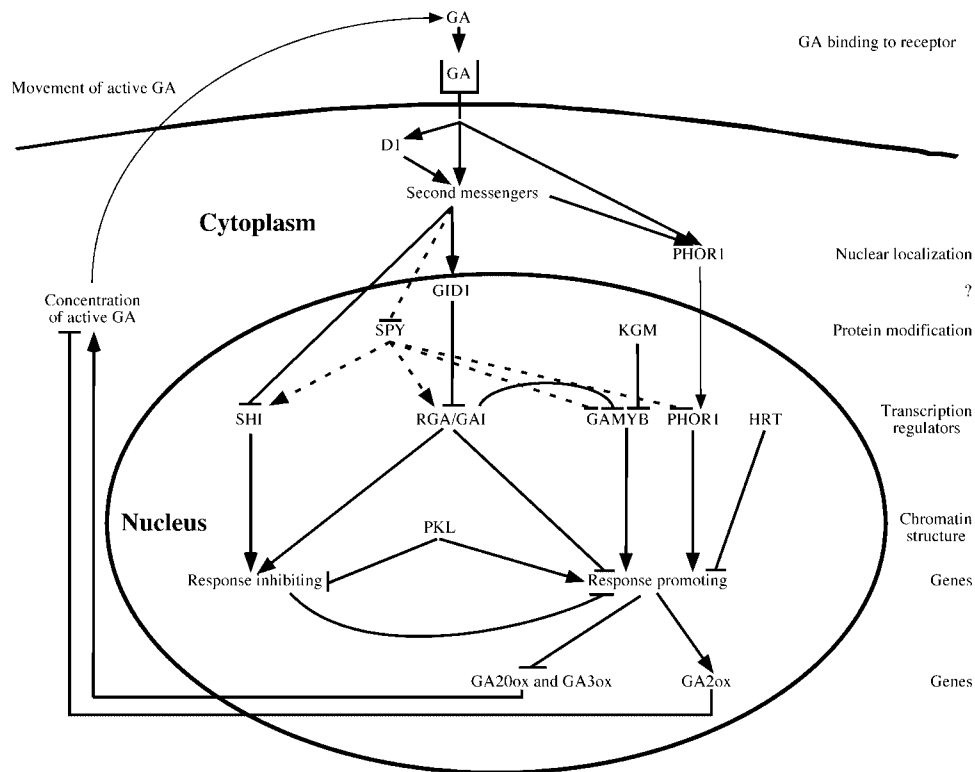 GA
GA binding to receptor
GA
Movement of active GA
D1
Second messengers
Cytoplasm
PHOR1
Nuclear localization
GID1
?
Concentration
of active GA
SPY
KGM
Protein modification
SHI
RGA/GAI
GAMYB
PHOR1
HRT
Transcription
regulators
Nucleus
PKL
Chromatin
structure
Response inhibiting
Response promoting
Genes
GA20ox and GA3ox
GA2ox
Genes